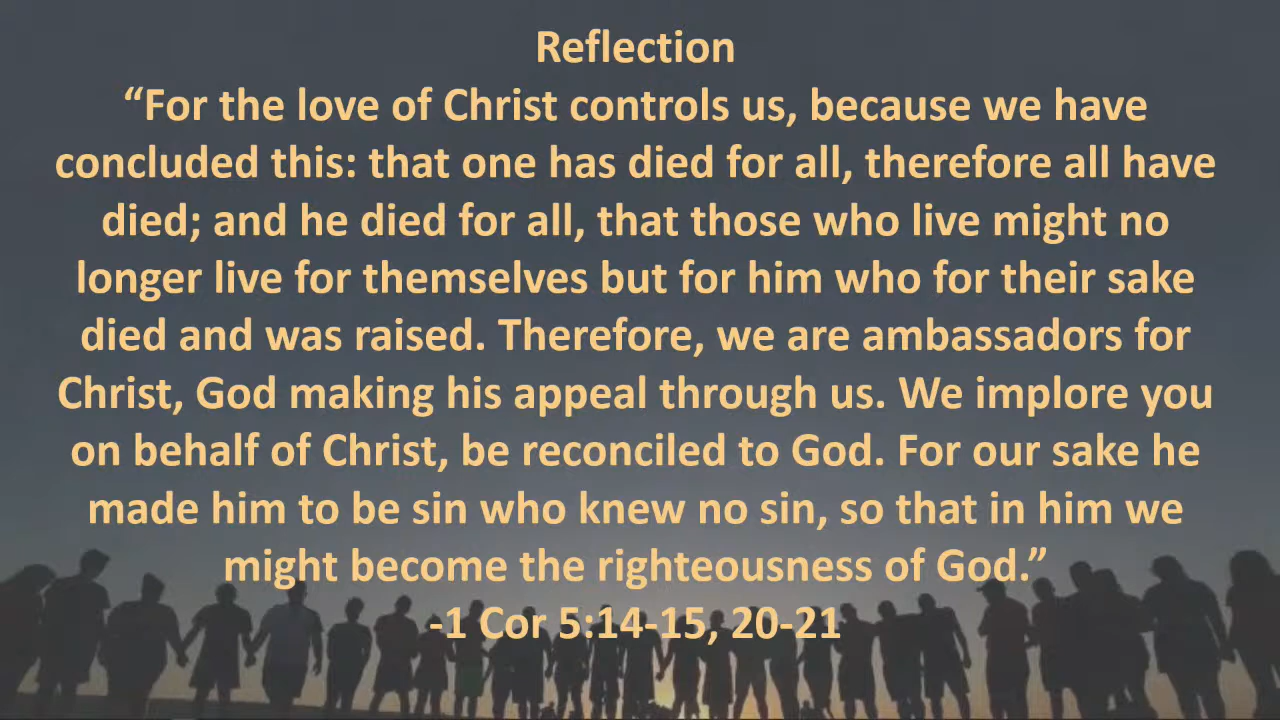 Reflection
“For the love of Christ controls us, because we have
concluded this: that one has died for all, therefore all have
died; and he died for all, that those who live might no
longer live for themselves but for him who for their sake
died and was raised. Therefore, we are ambassadors for
Christ, God making his appeal through us. We implore you
on behalf of Christ, be reconciled to God. For our sake he
made him to be sin who knew no sin, so that in him we
might become the righteousness of God.”
-1 Cor 5:14-15, 20-21